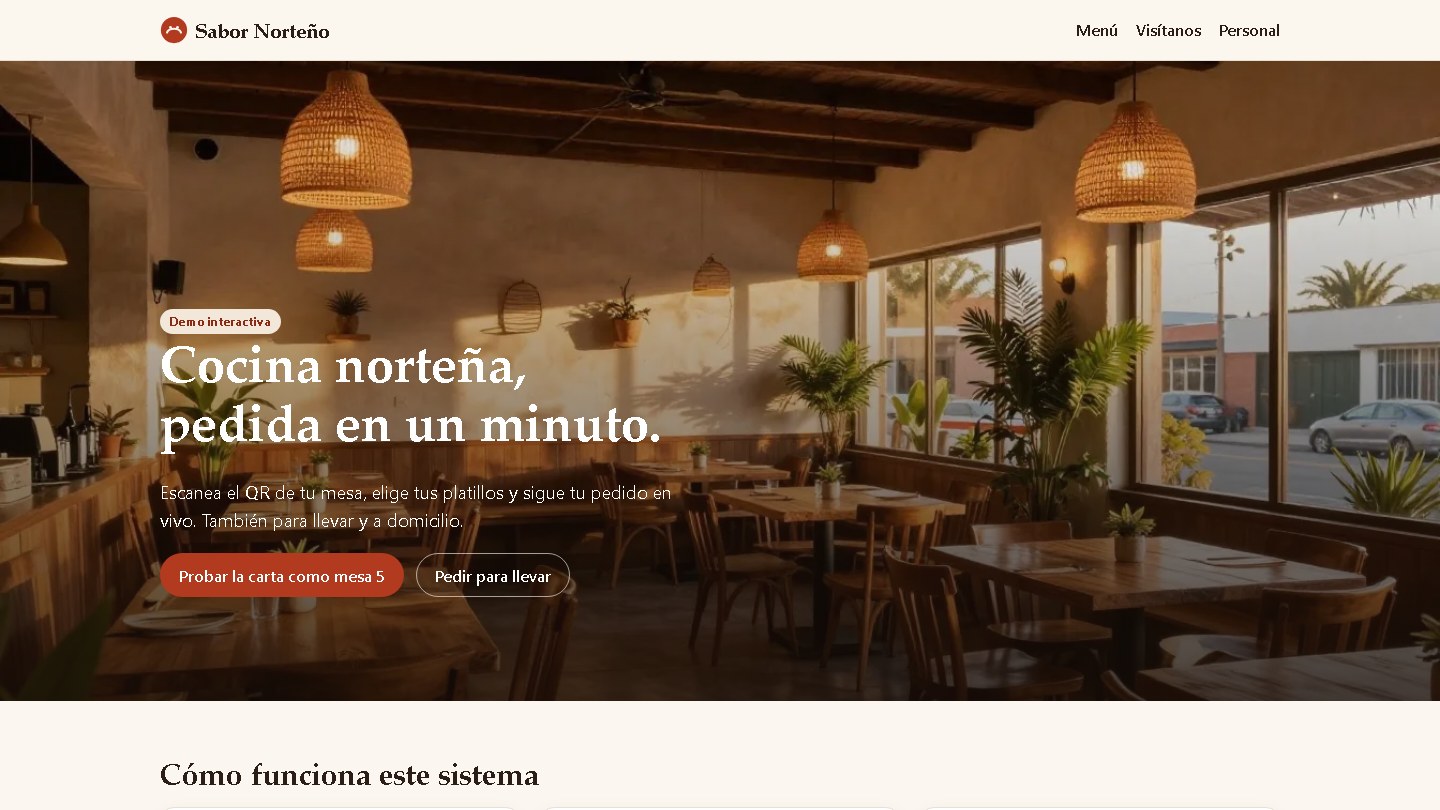 Sabor Norteño
Menú Visítanos Personal
Demo interactiva
Cocina norteña,
pedida en un minuto.
Escanea el QR de tu mesa, elige tus platillos y sigue tu pedido en
vivo. También para llevar y a domicilio.
Probar la carta como mesa 5
Pedir para llevar
Cómo funciona este sistema